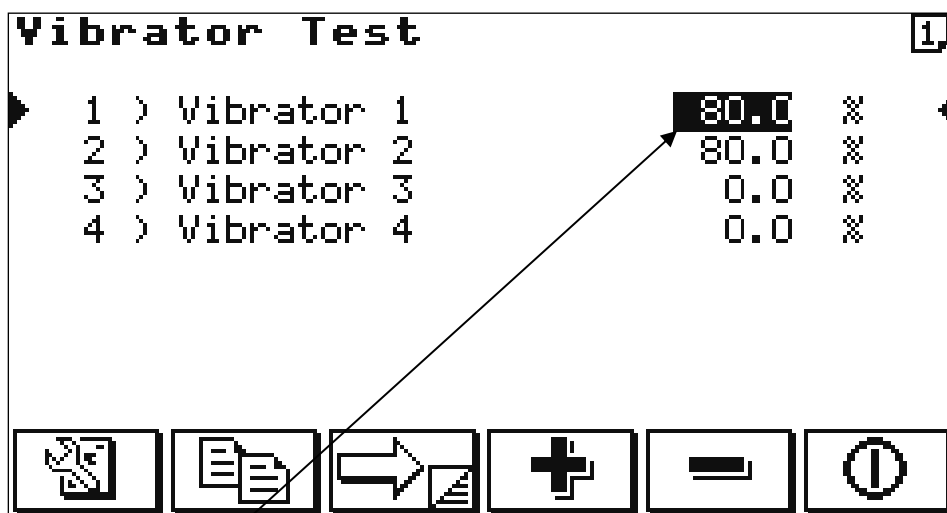 Vibrator Test 1
1 ) Vibrator 1 80.0 %
2 ) Vibrator 2 80.0 %
3 ) Vibrator 3 0.0 %
4 ) Vibrator 4 0.0 %